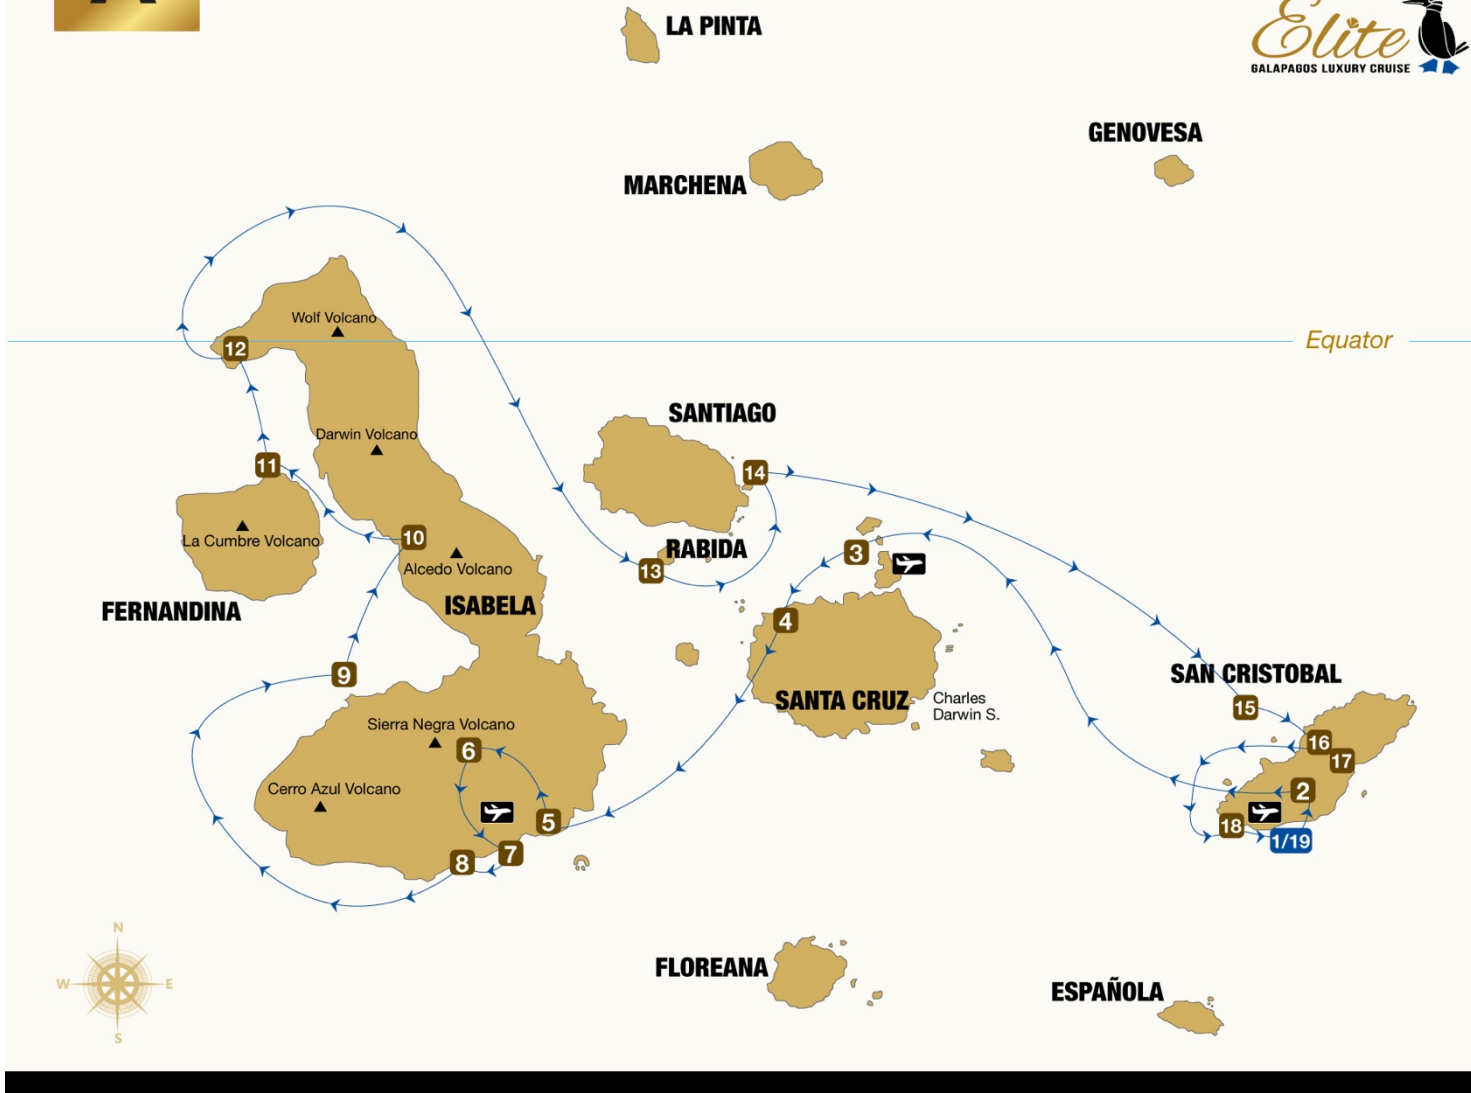 LA PINTA
Élite
GALAPAGOS LUXURY CRUISE
GENOVESA
MARCHENA
Wolf Volcano
Equator
12
SANTIAGO
Darwin Volcano
11
14
La Cumbre Volcano
10
RABIDA
3
13
Alcedo Volcano
FERNANDINA
ISABELA
4
9
SAN CRISTOBAL
SANTA CRUZ
Charles
Darwin S.
15
Sierra Negra Volcano
6
16
17
Cerro Azul Volcano
2
5
18
1/19
7
8
N
W
E
S
FLOREANA
ESPAÑOLA